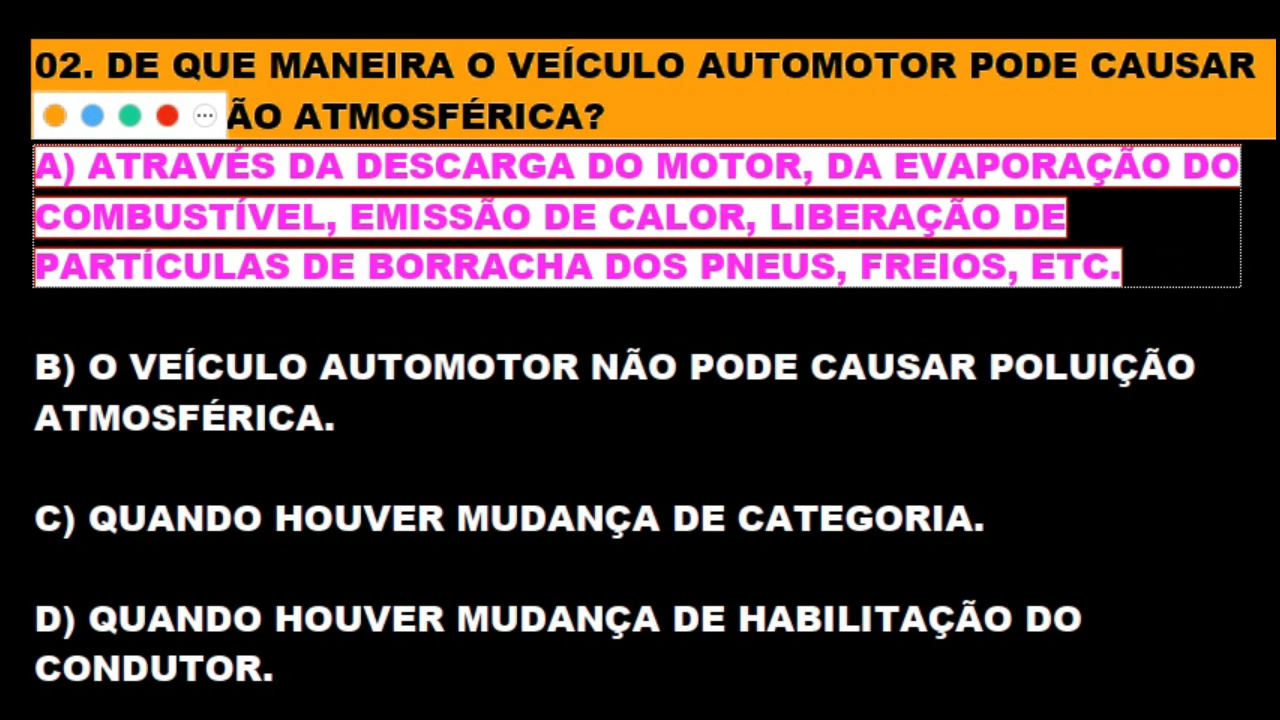 02. DE QUE MANEIRA O VEÍCULO AUTOMOTOR PODE CAUSAR
ÃO ATMOSFÉRICA?
A) ATRAVÉS DA DESCARGA DO MOTOR, DA EVAPORAÇÃO DO
COMBUSTÍVEL, EMISSÃO DE CALOR, LIBERAÇÃO DE
PARTÍCULAS DE BORRACHA DOS PNEUS, FREIOS, ETC.
B) O VEÍCULO AUTOMOTOR NÃO PODE CAUSAR POLUIÇÃO
ATMOSFÉRICA.
C) QUANDO HOUVER MUDANÇA DE CATEGORIA.
D) QUANDO HOUVER MUDANÇA DE HABILITAÇÃO DO
CONDUTOR.